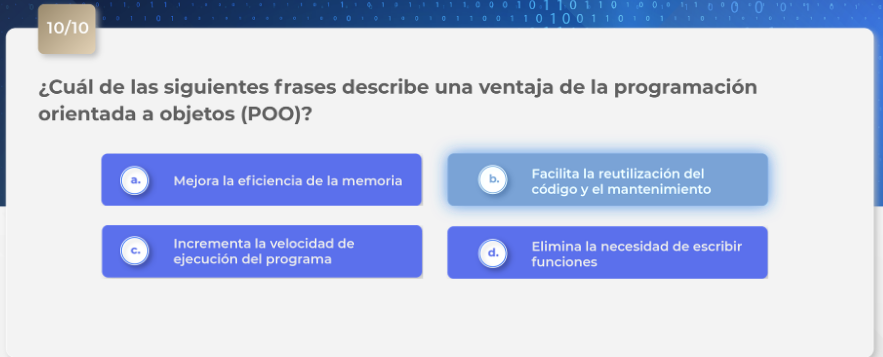 10/10
¿Cuál de las siguientes frases describe una ventaja de la programación
orientada a objetos (POO)?
a.
Mejora la eficiencia de la memoria
b.
Facilita la reutilización del
código y el mantenimiento
c.
Incrementa la velocidad de
ejecución del programa
d.
Elimina la necesidad de escribir
funciones